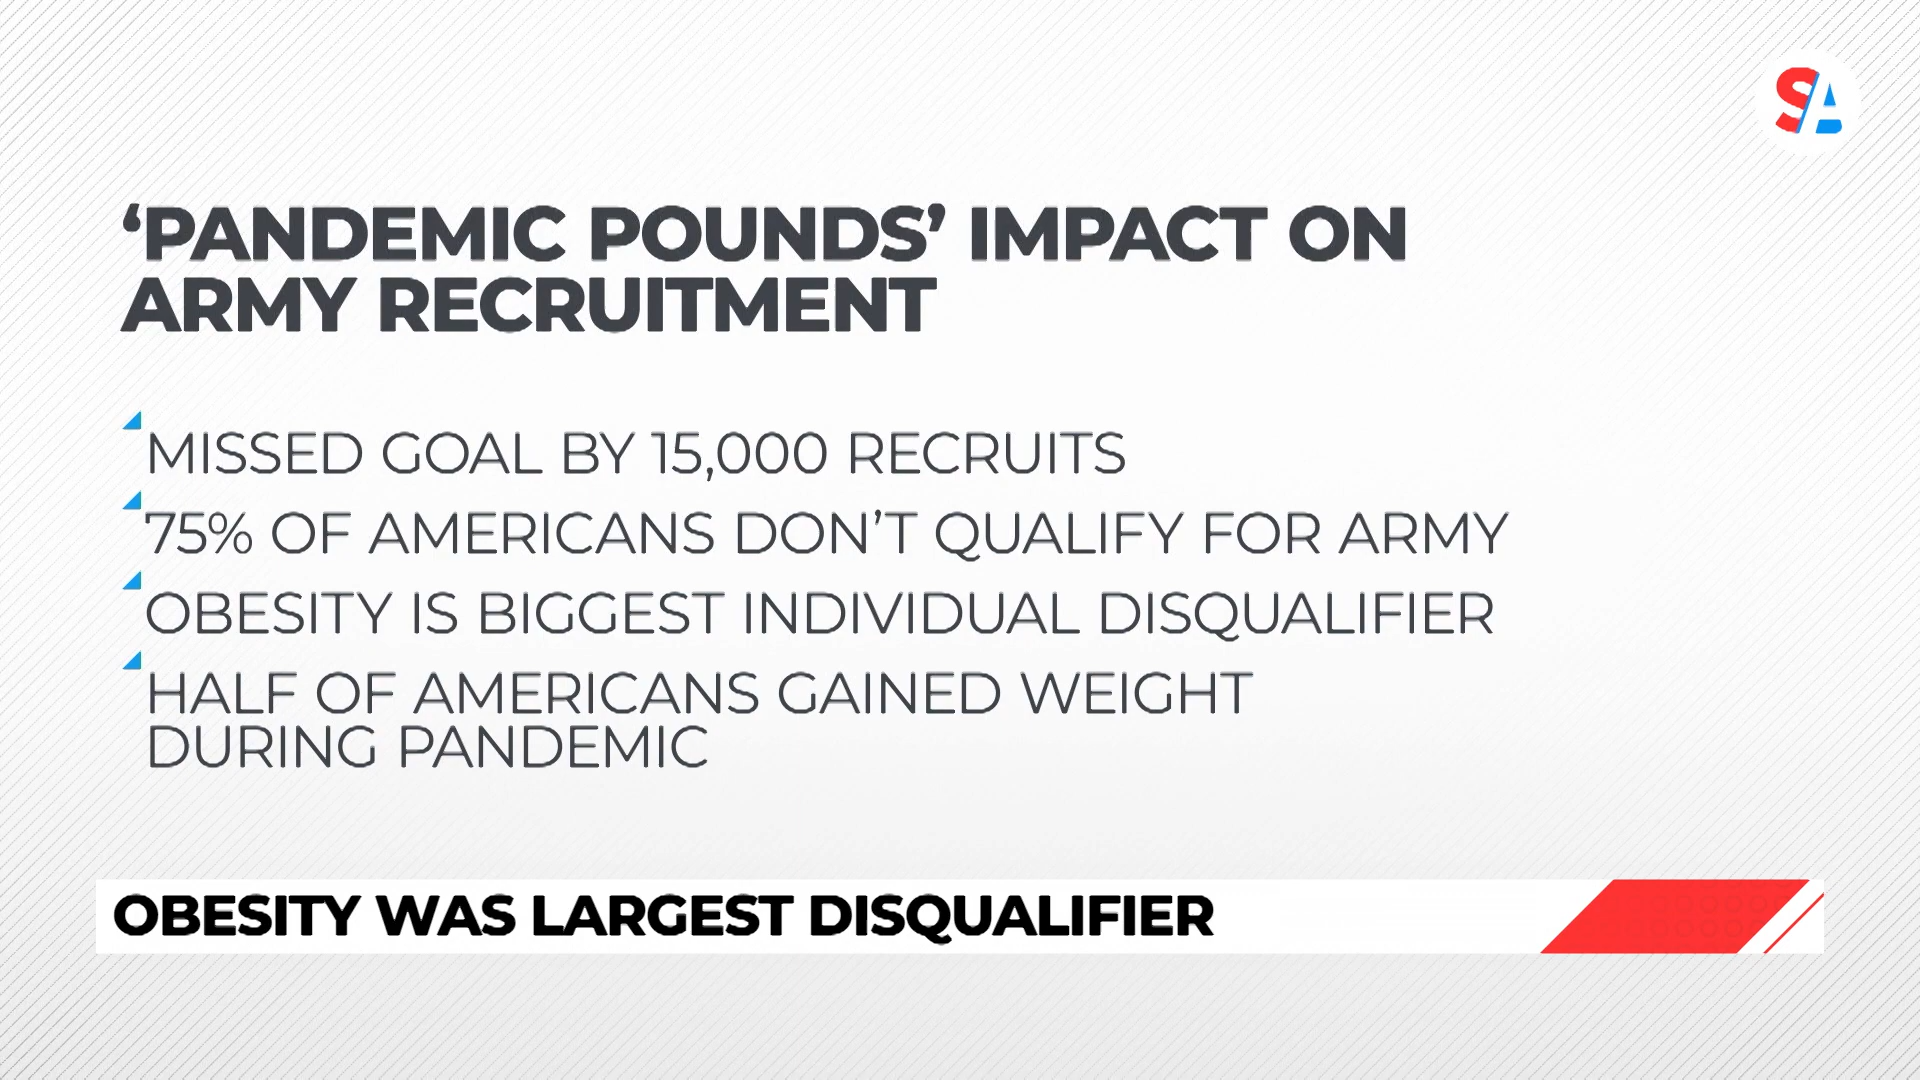 SA
‘PANDEMIC POUNDS’ IMPACT ON
ARMY RECRUITMENT
MISSED GOAL BY 15,000 RECRUITS
75% OF AMERICANS DON’T QUALIFY FOR ARMY
OBESITY IS BIGGEST INDIVIDUAL DISQUALIFIER
HALF OF AMERICANS GAINED WEIGHT
DURING PANDEMIC
OBESITY WAS LARGEST DISQUALIFIER